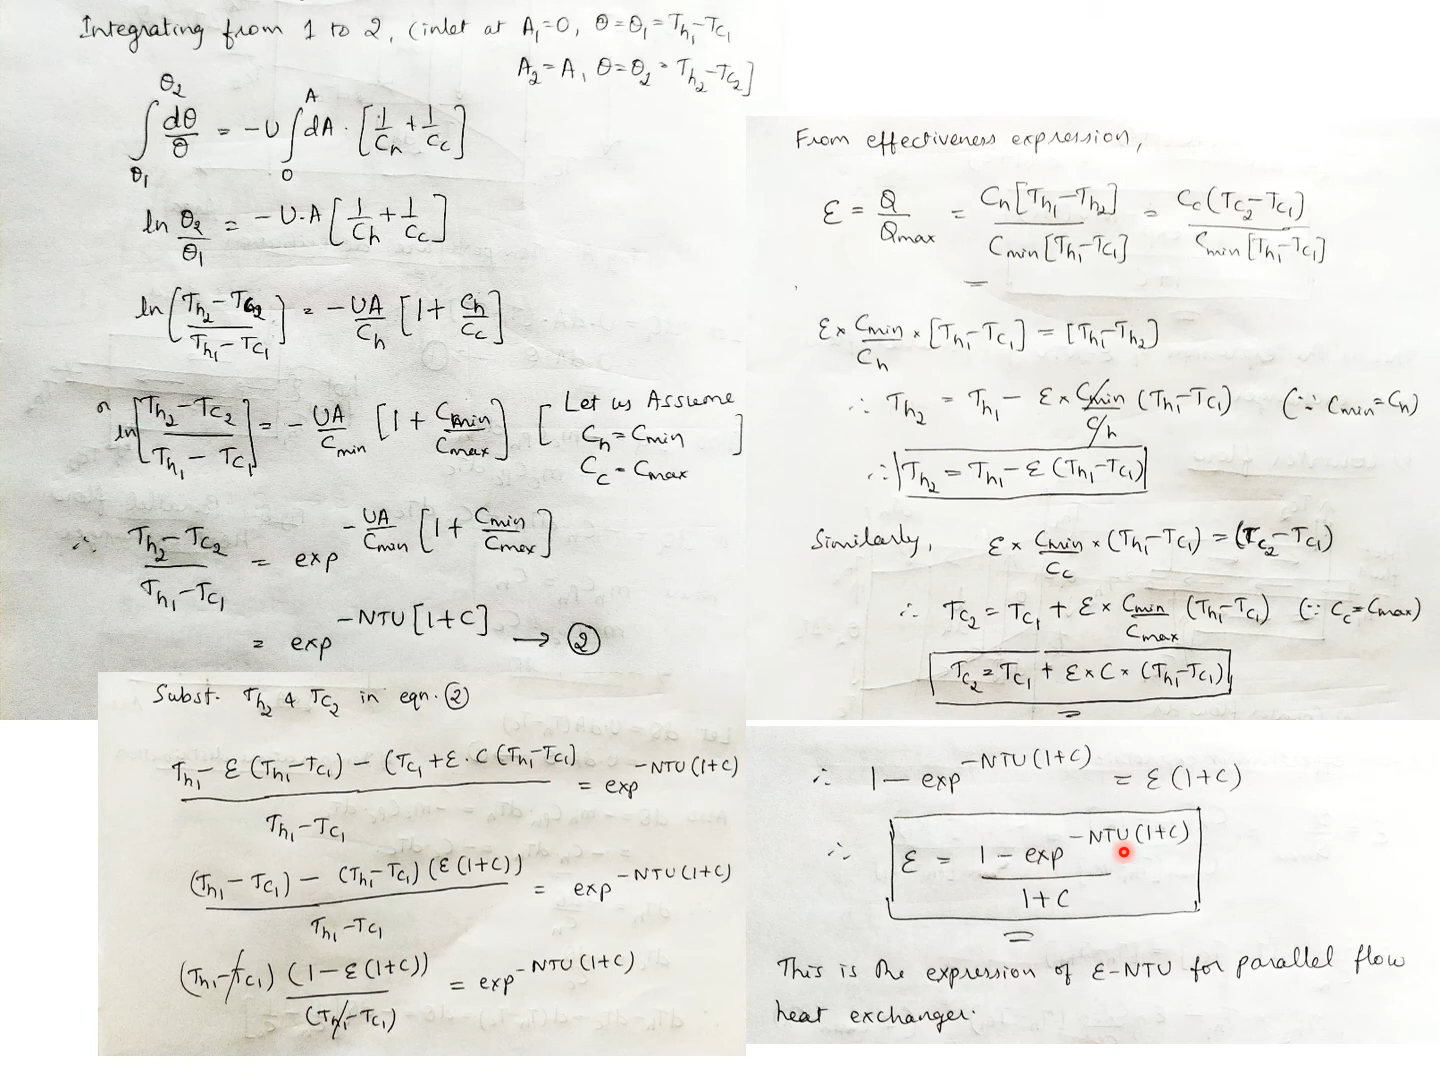 Integrating from 1 to 2, (inlet at A₁=0, θ=θ₁=Th₁-Tc₁
A₂=A, θ=θ₂=Th₂-Tc₂]
∫_{θ₁}^{θ₂} dθ/θ = -U ∫_0^A dA·[1/Ch + 1/Cc]
ln θ₂/θ₁ = -U·A [1/Ch + 1/Cc]
ln(Th₂-Tc₂/Th₁-Tc₁] = -UA/Ch [1+ Ch/Cc]
or ln[Th₂-Tc₂/Th₁-Tc₁] = -UA/Cmin [1+ Cmin/Cmax] [Let us Assume
Ch=Cmin
Cc=Cmax]
∴ Th₂-Tc₂/Th₁-Tc₁ = exp^{-UA/Cmin [1+ Cmin/Cmax]}
= exp^{-NTU[1+C]} → ②
Subst. Th₂ & Tc₂ in eqn. ②
Th₁-ε(Th₁-Tc₁)-(Tc₁+ε.C(Th₁-Tc₁)/Th₁-Tc₁ = exp^{-NTU(1+C)}
(Th₁-Tc₁)-(Th₁-Tc₁)(ε(1+C))/Th₁-Tc₁ = exp^{-NTU(1+C)}
(Th₁-Tc₁)(1-ε(1+C))/(Th₁-Tc₁) = exp^{-NTU(1+C)}
From effectiveness expression,
ε = Q/Qmax = Ch[Th₁-Th₂]/Cmin[Th₁-Tc₁] = Cc(Tc₂-Tc₁)/Cmin[Th₁-Tc₁]
ε× Cmin/Ch ×[Th₁-Tc₁] = [Th₁-Th₂]
∴ Th₂ = Th₁ - ε× Cmin/Ch (Th₁-Tc₁) (∵ Cmin=Ch)
∴ Th₂ = Th₁-ε(Th₁-Tc₁)
Similarly, ε× Cmin/Cc ×(Th₁-Tc₁) = (Tc₂-Tc₁)
∴ Tc₂ = Tc₁ + ε× Cmin/Cmax (Th₁-Tc₁) (∵ Cc=Cmax)
Tc₂ = Tc₁ + ε×C×(Th₁-Tc₁)
∴ 1-exp^{-NTU(1+C)} = ε(1+C)
∴ ε = 1-exp^{-NTU(1+C)}/1+C
This is the expression of ε-NTU for parallel flow
heat exchanger.